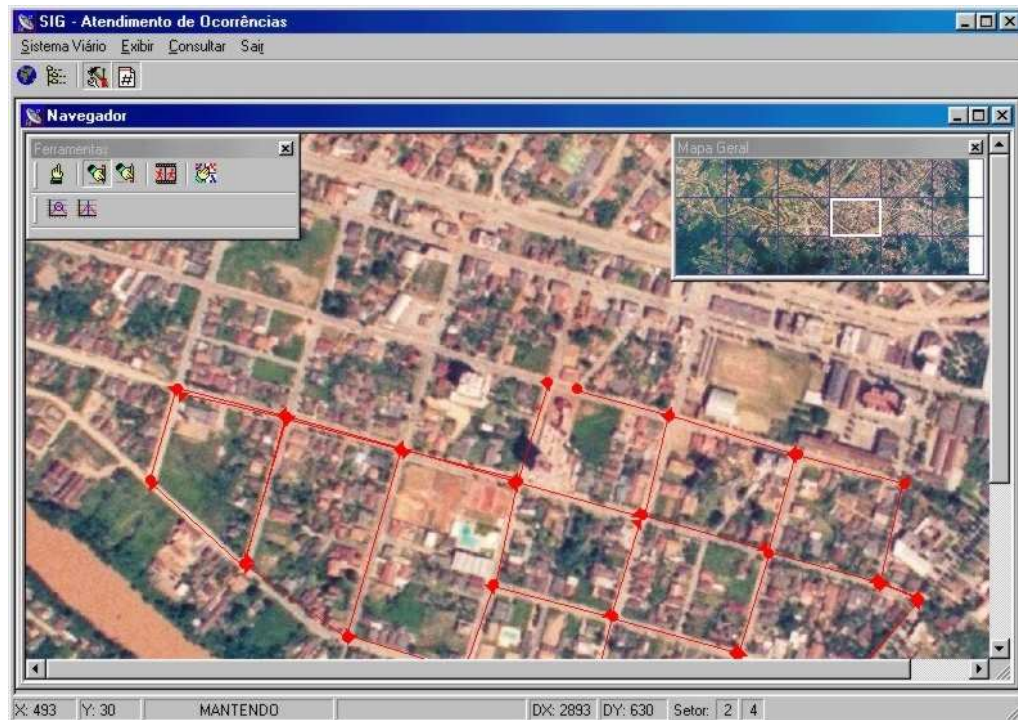 SIG - Atendimento de Ocorrências
Sistema Viário Exibir Consultar Sair
Navegador
Ferramentas
Mapa Geral
X: 493 Y: 30 MANTENDO DX: 2893 DY: 630 Setor: 2 4